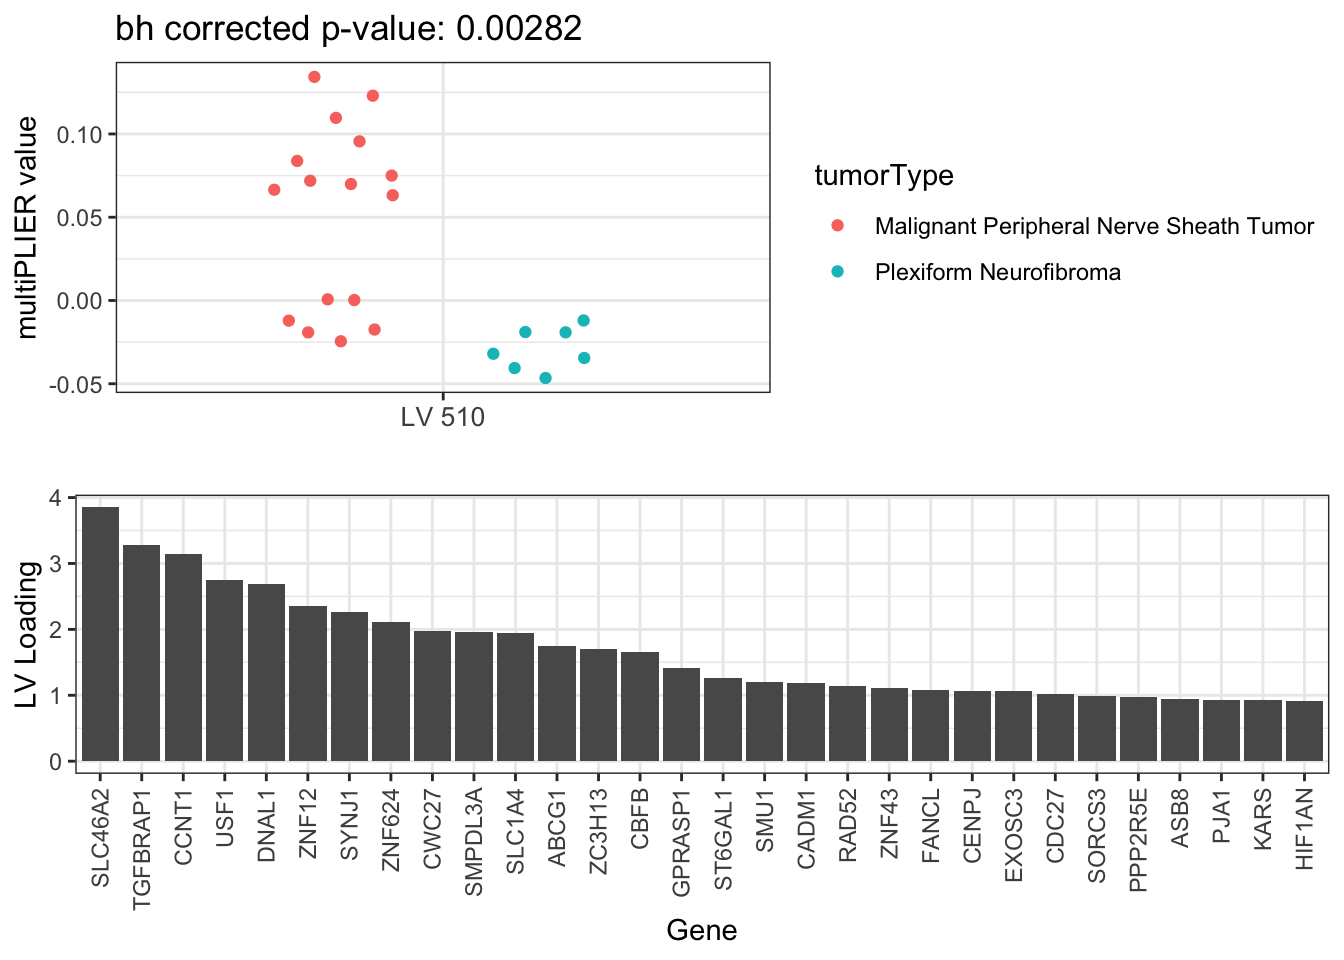 bh corrected p-value: 0.00282
multiPLIER value
0.10
0.05
0.00
-0.05
LV 510
tumorType
Malignant Peripheral Nerve Sheath Tumor
Plexiform Neurofibroma
LV Loading
4
3
2
1
0
SLC46A2
TGFBRAP1
CCNT1
USF1
DNAL1
ZNF12
SYNJ1
ZNF624
CWC27
SMPDL3A
SLC1A4
ABCG1
ZC3H13
CBFB
GPRASP1
ST6GAL1
SMU1
CADM1
RAD52
ZNF43
FANCL
CENPJ
EXOSC3
CDC27
SORCS3
PPP2R5E
ASB8
PJA1
KARS
HIF1AN
Gene